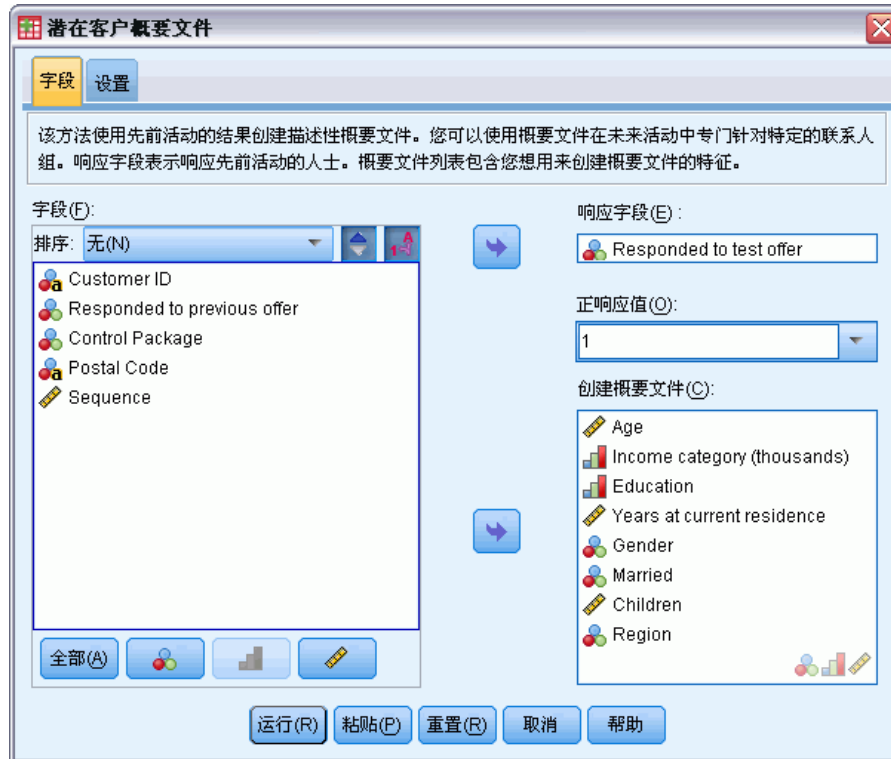 潜在客户概要文件
字段
设置
该方法使用先前活动的结果创建描述性概要文件。您可以使用概要文件在未来活动中专门针对特定的联系人
组。响应字段表示响应先前活动的人士。概要文件列表包含您想用来创建概要文件的特征。
字段(F):
排序: 无(N)
Customer ID
Responded to previous offer
Control Package
Postal Code
Sequence
全部(A)
响应字段(E) :
Responded to test offer
正响应值(O):
1
创建概要文件(C):
Age
Income category (thousands)
Education
Years at current residence
Gender
Married
Children
Region
运行(R) 粘贴(P) 重置(R) 取消 帮助